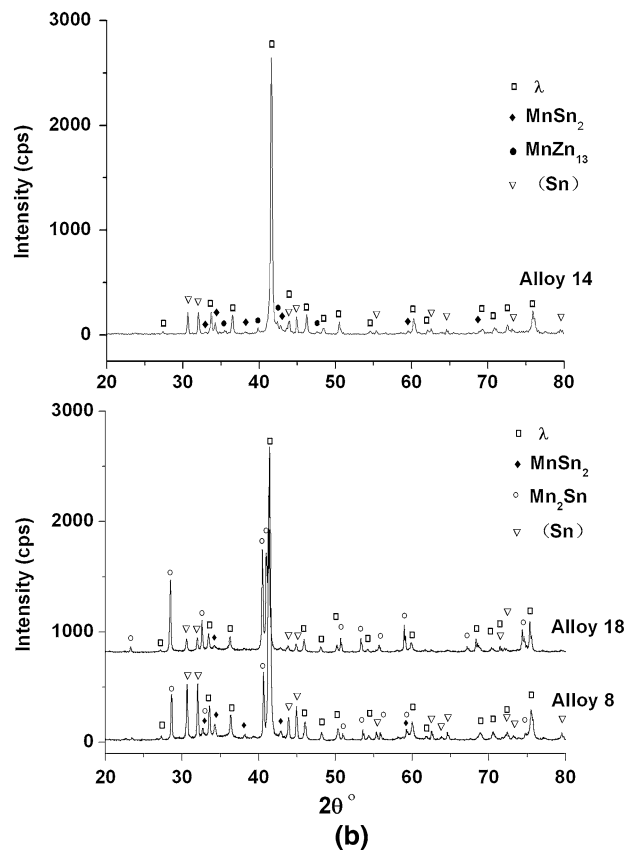 3000
2000
1000
0
Intensity (cps)
λ
MnSn2
MnZn13
(Sn)
Alloy 14
20 30 40 50 60 70 80
3000
2000
1000
0
Intensity (cps)
λ
MnSn2
Mn2Sn
(Sn)
Alloy 18
Alloy 8
20 30 40 50 60 70 80
2θ °
(b)